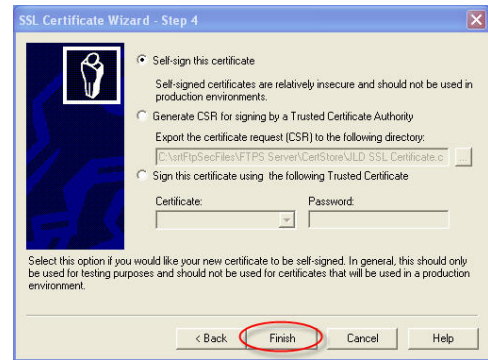 SSL Certificate Wizard - Step 4
Self-sign this certificate
Self-signed certificates are relatively insecure and should not be used in
production environments.
Generate CSR for signing by a Trusted Certificate Authority
Export the certificate request (CSR) to the following directory:
C:\srtFtpSecFiles\FTPS Server\CertStore\JLD SSL Certificate.c ...
Sign this certificate using the following Trusted Certificate
Certificate: Password:
Select this option if you would like your new certificate to be self-signed. In general, this should only
be used for testing purposes and should not be used for certificates that will be used in a production
environment.
< Back Finish Cancel Help